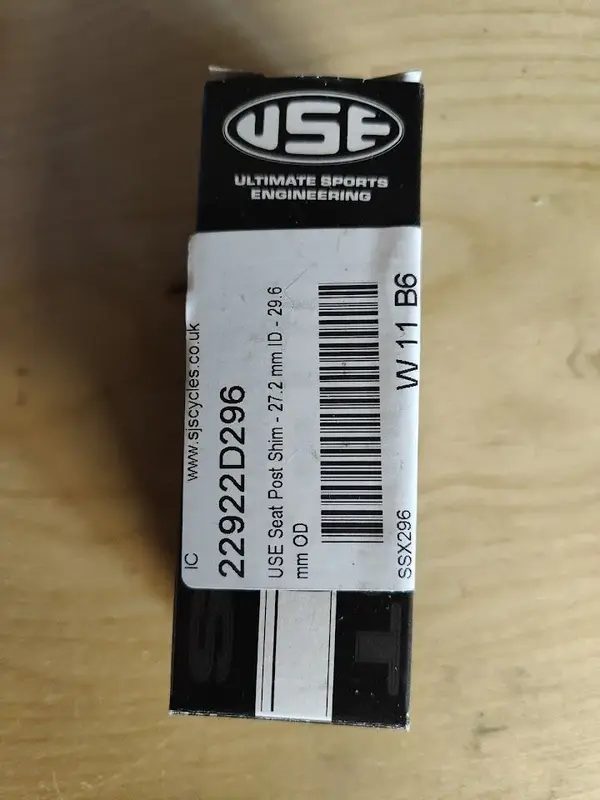 USE
ULTIMATE SPORTS
ENGINEERING
IC
www.sjscycles.co.uk
22922D296
USE Seat Post Shim - 27.2 mm ID - 29.6
mm OD
SSX296
W 11 B6
S
T